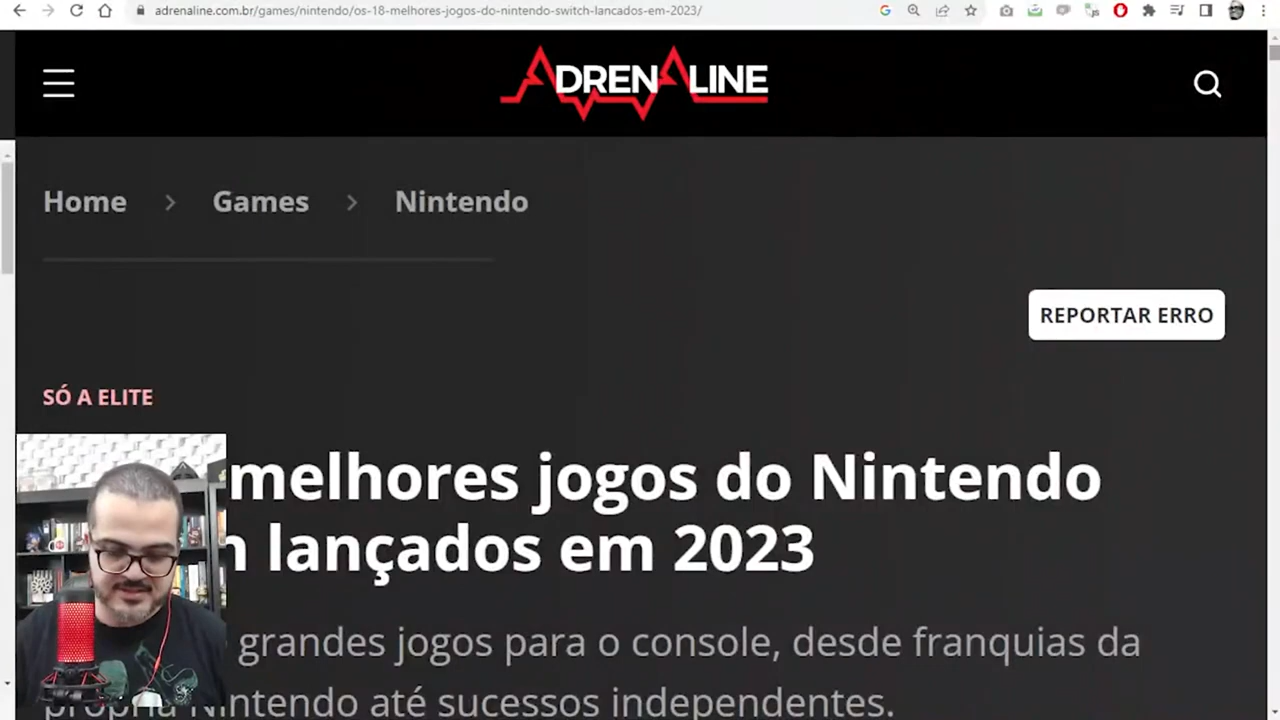 adrenaline.com.br/games/nintendo/os-18-melhores-jogos-do-nintendo-switch-lancados-em-2023/
ADRENALINE
Home > Games > Nintendo
REPORTAR ERRO
SÓ A ELITE
melhores jogos do Nintendo
h lançados em 2023
grandes jogos para o console, desde franquias da
própria Nintendo até sucessos independentes.